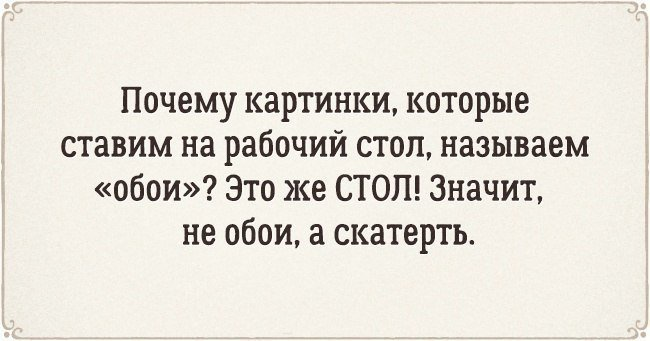 Почему картинки, которые
ставим на рабочий стол, называем
«обои»? Это же СТОЛ! Значит,
не обои, а скатерть.